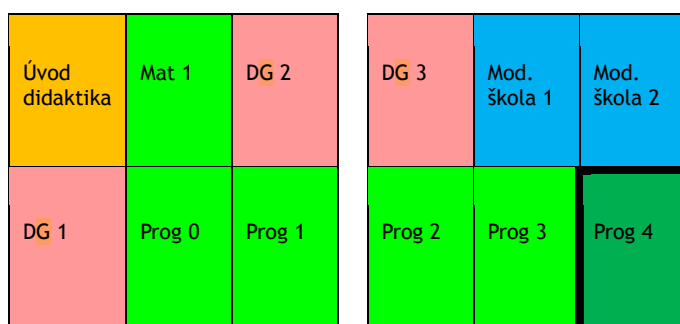 Úvod
didaktika
Mat 1
DG 2
DG 3
Mod.
škola 1
Mod.
škola 2
DG 1
Prog 0
Prog 1
Prog 2
Prog 3
Prog 4